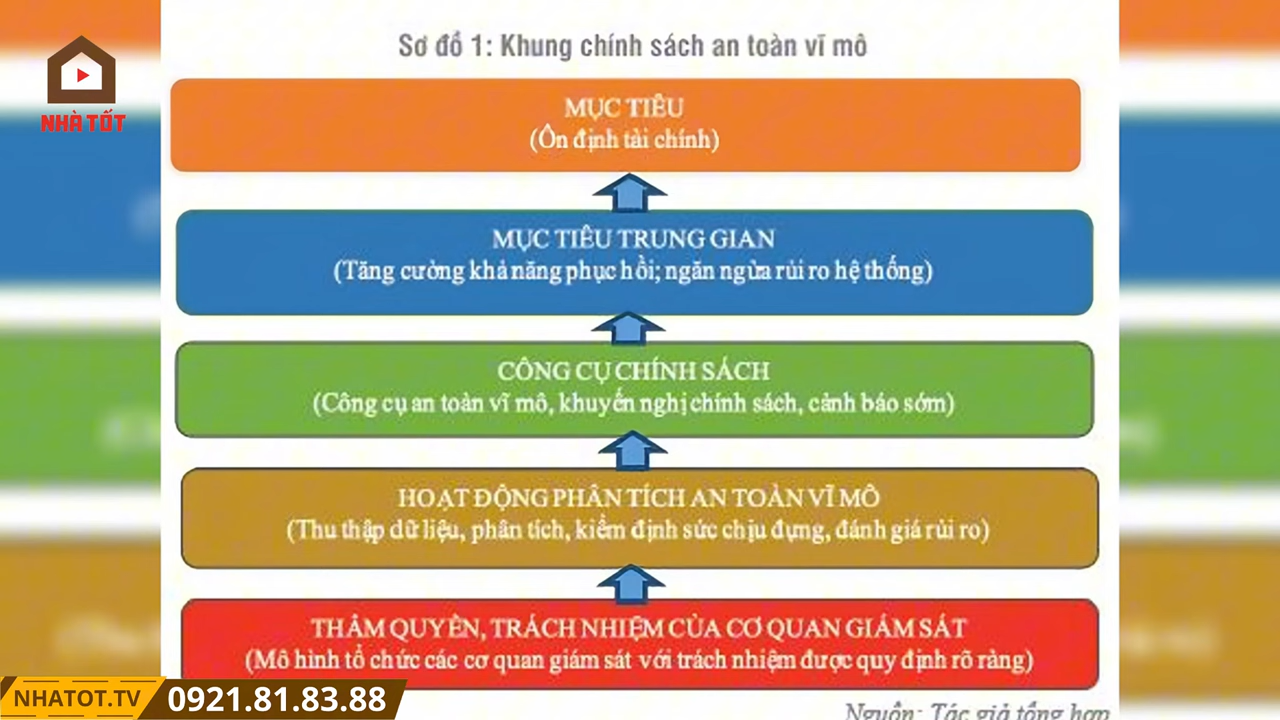 Sơ đồ 1: Khung chính sách an toàn vĩ mô
NHÀ TỐT
MỤC TIÊU
(Ổn định tài chính)
MỤC TIÊU TRUNG GIAN
(Tăng cường khả năng phục hồi; ngăn ngừa rủi ro hệ thống)
CÔNG CỤ CHÍNH SÁCH
(Công cụ an toàn vĩ mô, khuyến nghị chính sách, cảnh báo sớm)
HOẠT ĐỘNG PHÂN TÍCH AN TOÀN VĨ MÔ
(Thu thập dữ liệu, phân tích, kiểm định sức chịu đựng, đánh giá rủi ro)
THẨM QUYỀN, TRÁCH NHIỆM CỦA CƠ QUAN GIÁM SÁT
(Mô hình tổ chức các cơ quan giám sát với trách nhiệm được quy định rõ ràng)
NHATOT.TV 0921.81.83.88
Nguồn: Tác giả tổng hợp